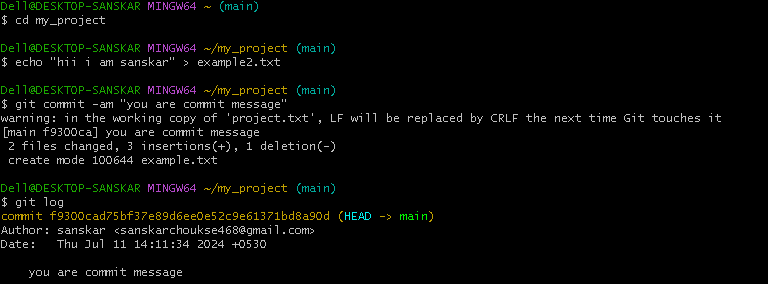 Dell@DESKTOP-SANSKAR MINGW64 ~ (main)
$ cd my_project
Dell@DESKTOP-SANSKAR MINGW64 ~/my_project (main)
$ echo "hii i am sanskar" > example2.txt
Dell@DESKTOP-SANSKAR MINGW64 ~/my_project (main)
$ git commit -am "you are commit message"
warning: in the working copy of 'project.txt', LF will be replaced by CRLF the next time Git touches it
[main f9300ca] you are commit message
2 files changed, 3 insertions(+), 1 deletion(-)
create mode 100644 example.txt
Dell@DESKTOP-SANSKAR MINGW64 ~/my_project (main)
$ git log
commit f9300cad75bf37e89d6ee0e52c9e61371bd8a90d (HEAD -> main)
Author: sanskar <sanskarchoukse468@gmail.com>
Date:   Thu Jul 11 14:11:34 2024 +0530
you are commit message